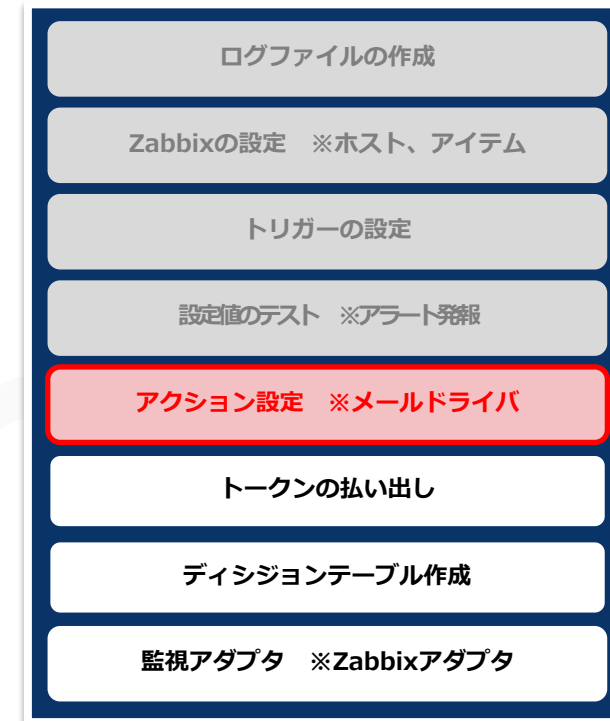 ログファイルの作成
Zabbixの設定　※ホスト、アイテム
トリガーの設定
設定値のテスト　※アラート発報
アクション設定　※メールドライバ
トークンの払い出し
ディシジョンテーブル作成
監視アダプタ　※Zabbixアダプタ